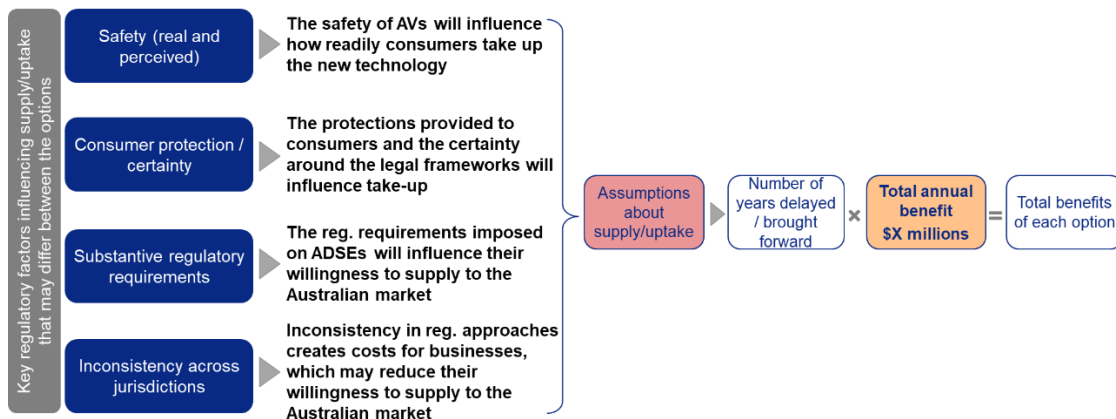 Key regulatory factors influencing supply/uptake
that may differ between the options
Safety (real and
perceived)
The safety of AVs will influence
how readily consumers take up
the new technology
Consumer protection /
certainty
The protections provided to
consumers and the certainty
around the legal frameworks will
influence take-up
Substantive regulatory
requirements
The reg. requirements imposed
on ADSEs will influence their
willingness to supply to the
Australian market
Inconsistency across
jurisdictions
Inconsistency in reg. approaches
creates costs for businesses,
which may reduce their
willingness to supply to the
Australian market
Assumptions
about
supply/uptake
Number of
years delayed
/ brought
forward
×
Total annual
benefit
$X millions
=
Total benefits
of each option